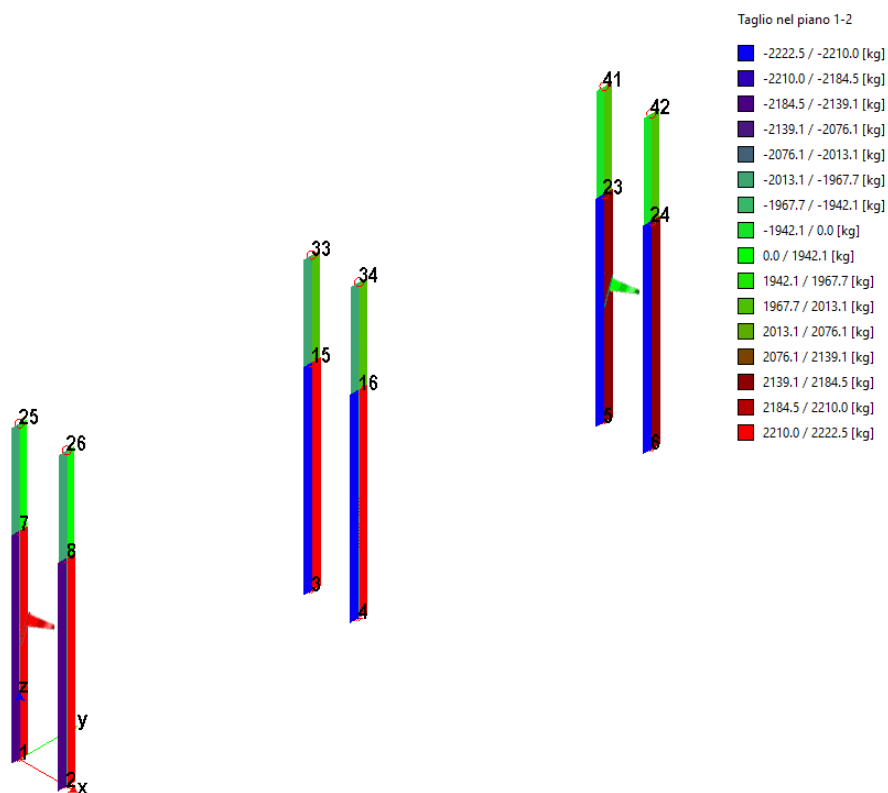 Taglio nel piano 1-2
-2222.5 / -2210.0 [kg]
-2210.0 / -2184.5 [kg]
-2184.5 / -2139.1 [kg]
-2139.1 / -2076.1 [kg]
-2076.1 / -2013.1 [kg]
-2013.1 / -1967.7 [kg]
-1967.7 / -1942.1 [kg]
-1942.1 / 0.0 [kg]
0.0 / 1942.1 [kg]
1942.1 / 1967.7 [kg]
1967.7 / 2013.1 [kg]
2013.1 / 2076.1 [kg]
2076.1 / 2139.1 [kg]
2139.1 / 2184.5 [kg]
2184.5 / 2210.0 [kg]
2210.0 / 2222.5 [kg]
41
42
23
24
33
34
15
16
5
6
25
26
7
8
3
4
z
y
1
2
x